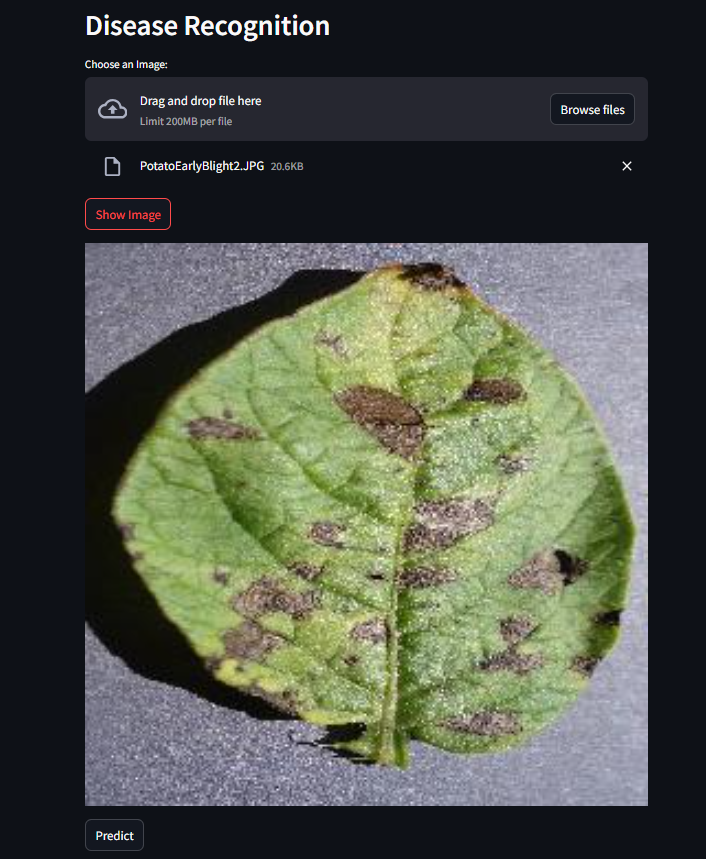 Disease Recognition
Choose an Image:
Drag and drop file here
Limit 200MB per file
Browse files
PotatoEarlyBlight2.JPG 20.6KB
Show Image
Predict